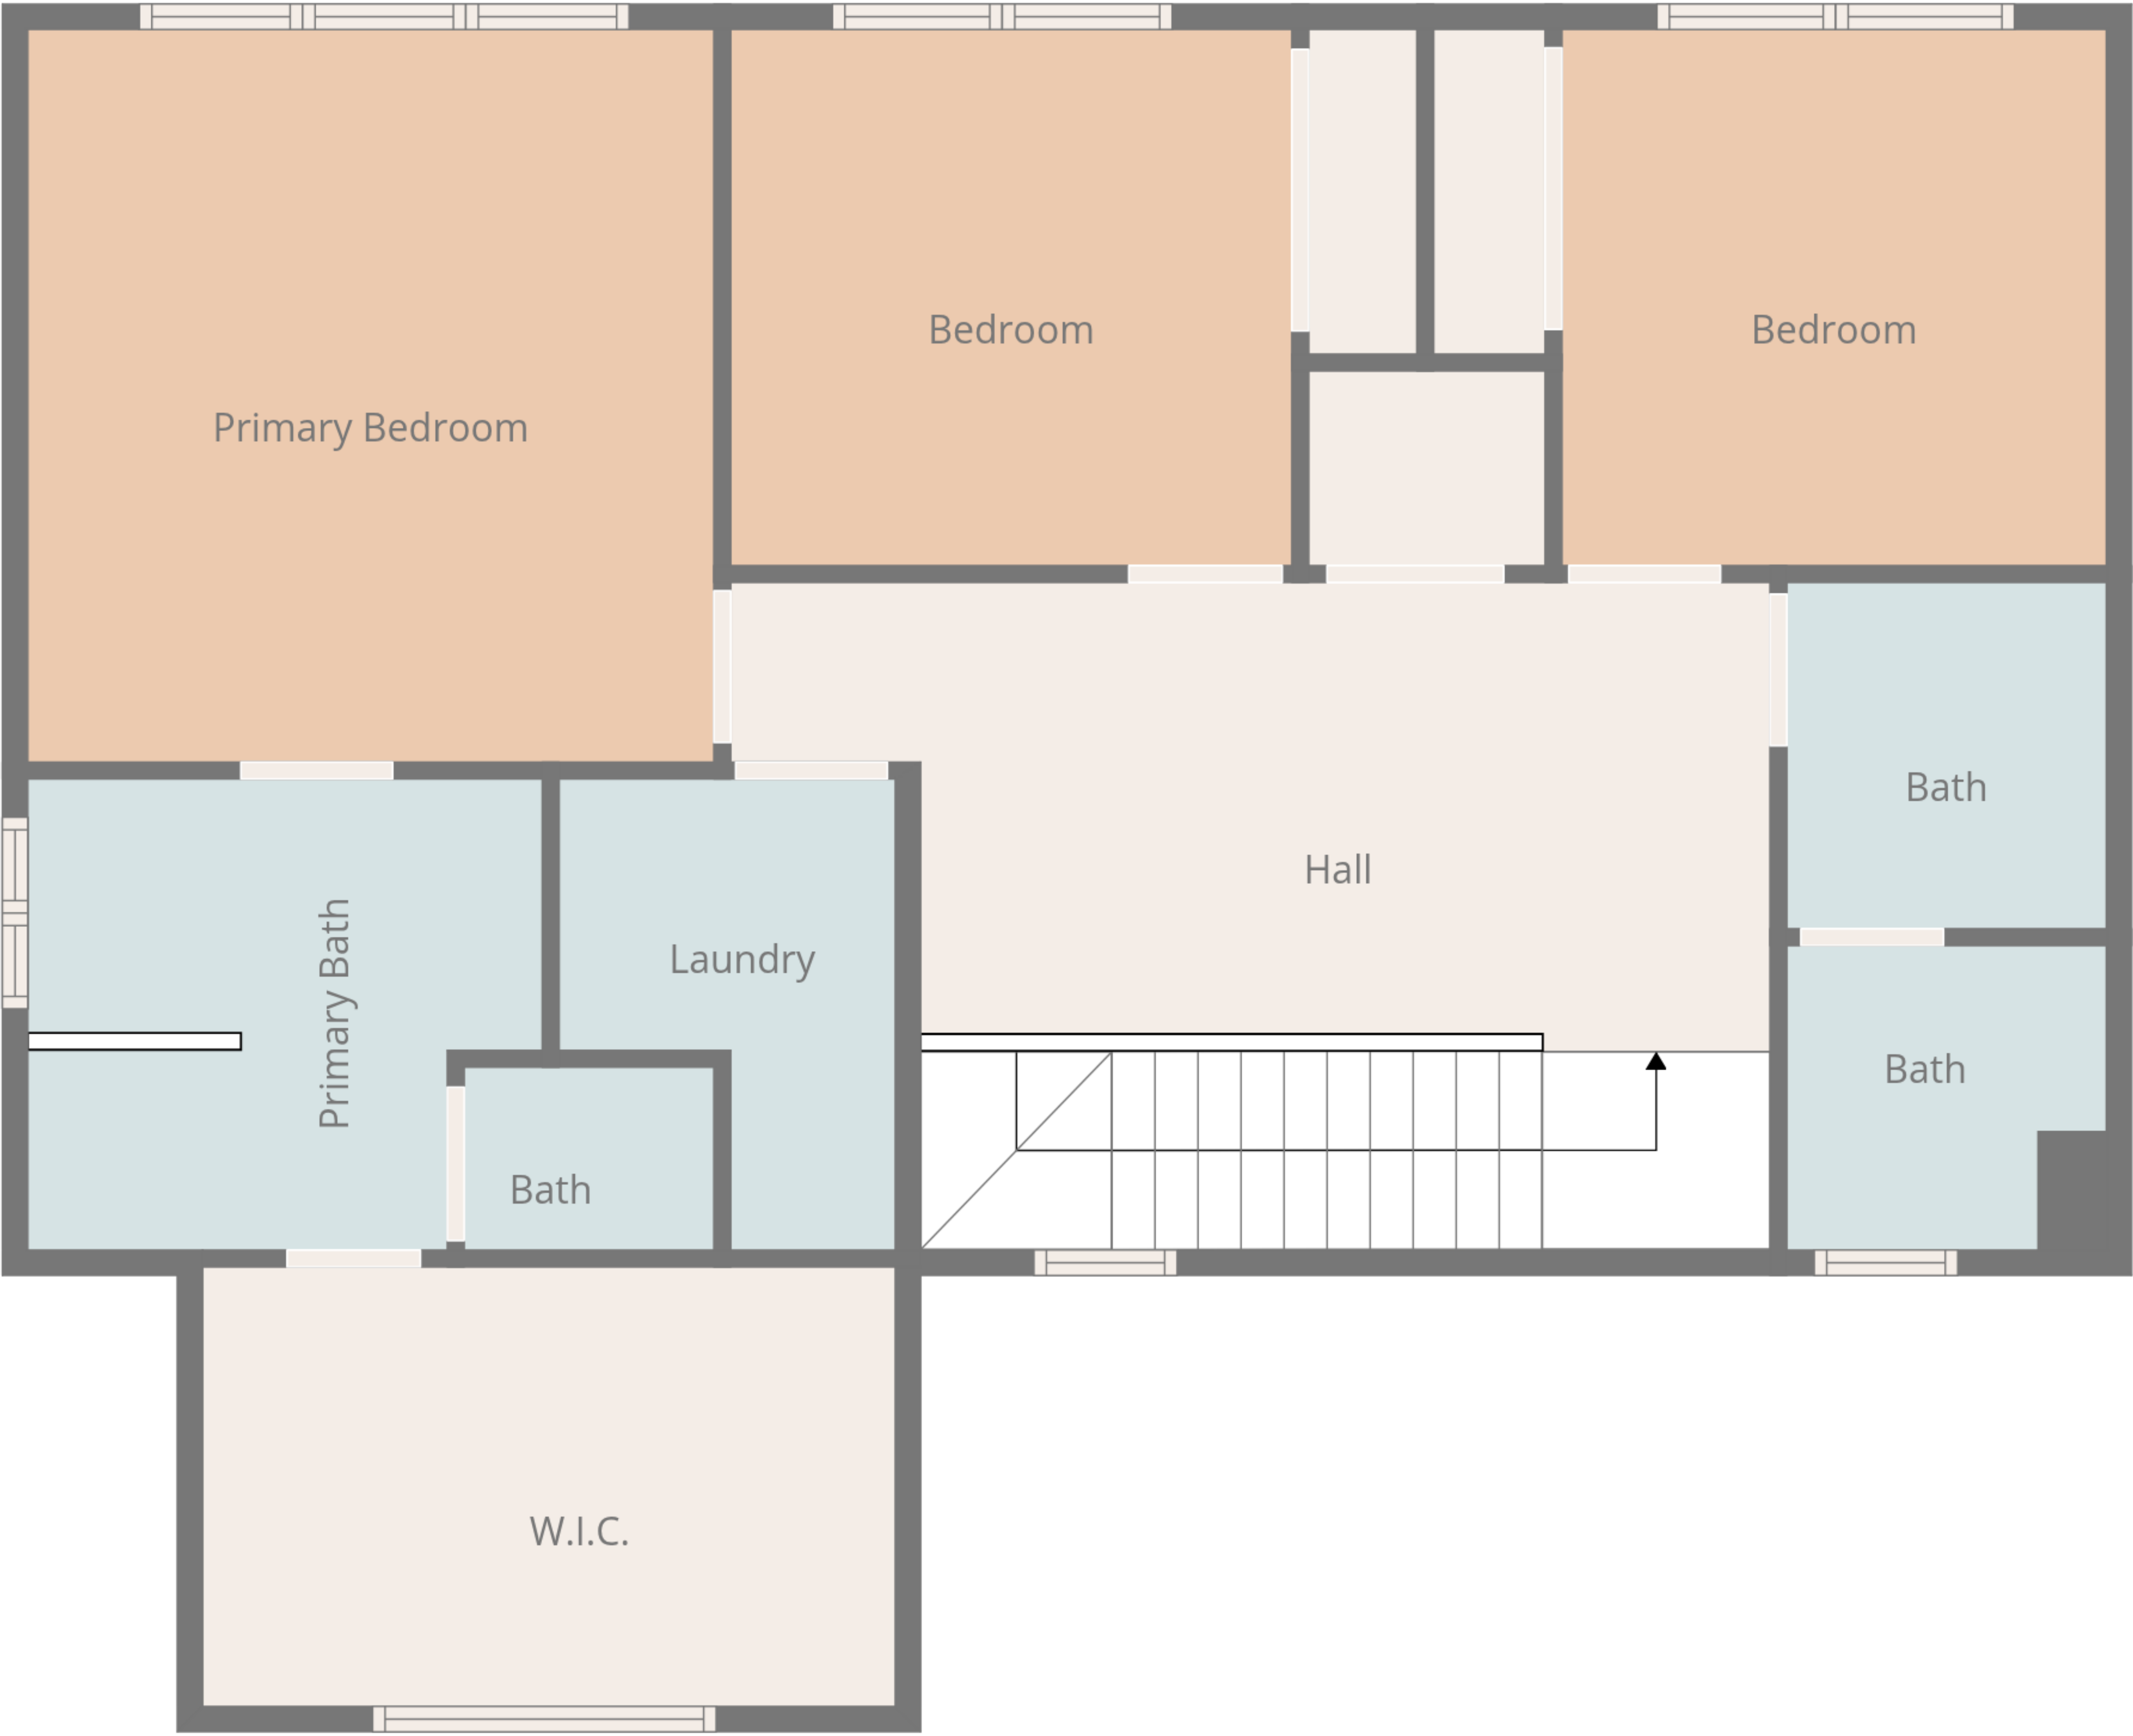 Bedroom
Bedroom
Primary Bedroom
Bath
Hall
Laundry
Primary Bath
Bath
Bath
W.I.C.